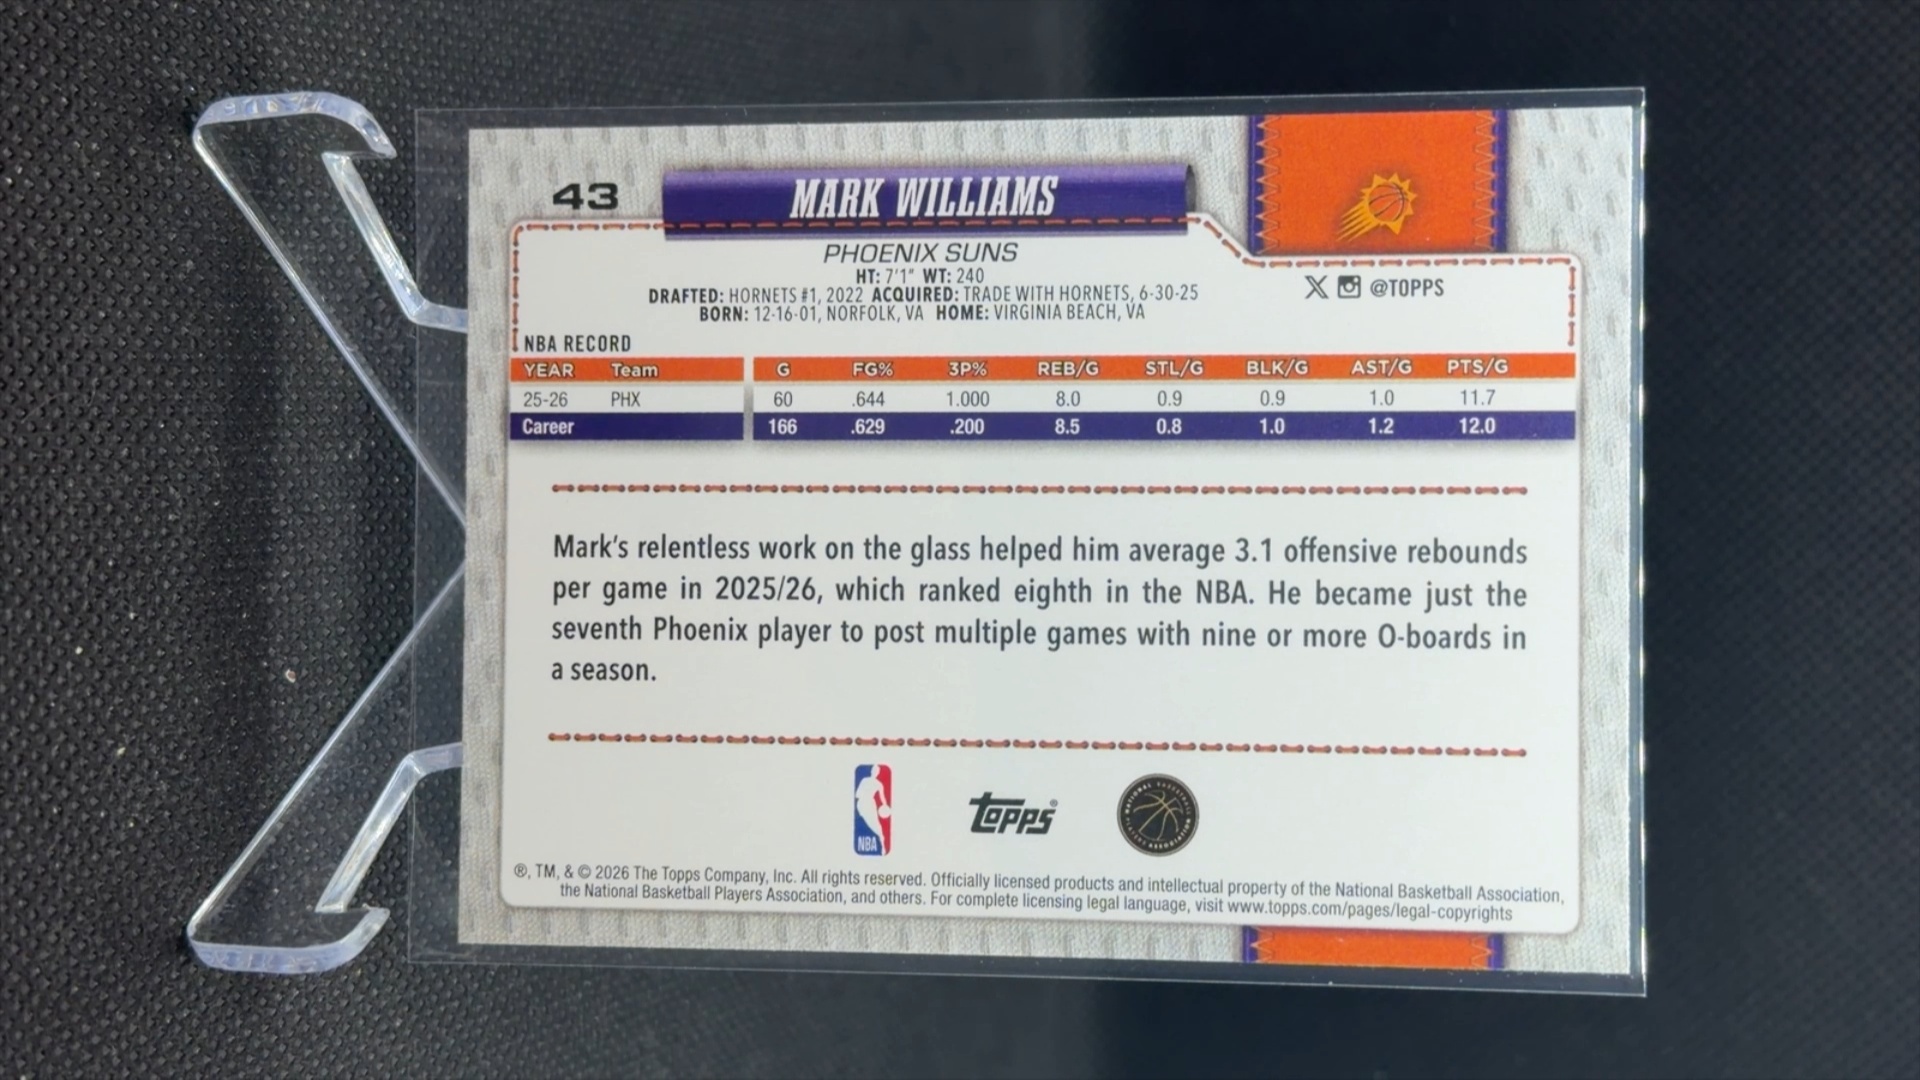 43
MARK WILLIAMS
PHOENIX SUNS
HT: 7'1" WT: 240
DRAFTED: HORNETS #1, 2022 ACQUIRED: TRADE WITH HORNETS, 6-30-25
BORN: 12-16-01, NORFOLK, VA HOME: VIRGINIA BEACH, VA
@TOPPS
NBA RECORD
YEAR Team G FG% 3P% REB/G STL/G BLK/G AST/G PTS/G
25-26 PHX 60 .644 1.000 8.0 0.9 0.9 1.0 11.7
Career 166 .629 .200 8.5 0.8 1.0 1.2 12.0
Mark's relentless work on the glass helped him average 3.1 offensive rebounds
per game in 2025/26, which ranked eighth in the NBA. He became just the
seventh Phoenix player to post multiple games with nine or more O-boards in
a season.
NBA
Topps®
NATIONAL BASKETBALL PLAYERS ASSOCIATION
®, TM, & © 2026 The Topps Company, Inc. All rights reserved. Officially licensed products and intellectual property of the National Basketball Association,
the National Basketball Players Association, and others. For complete licensing legal language, visit www.topps.com/pages/legal-copyrights